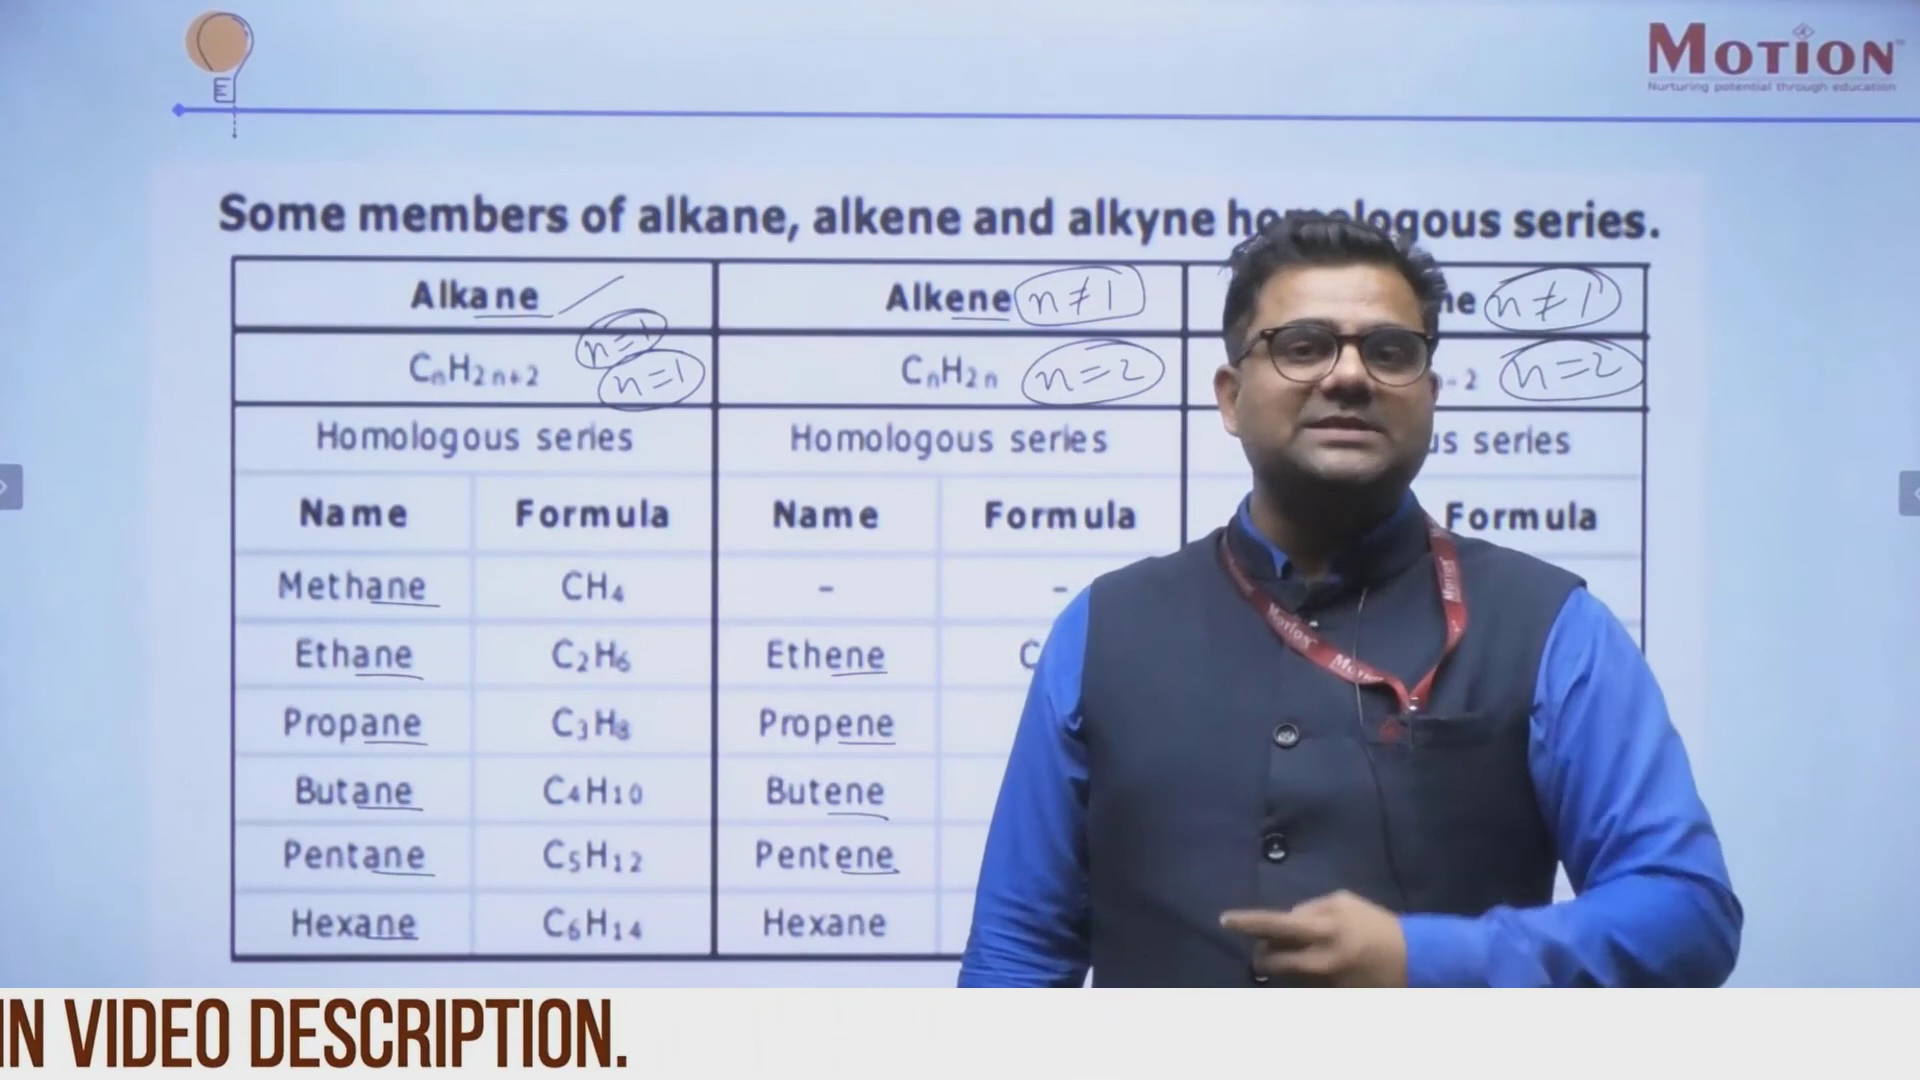 MOTION
Nurturing potential through education
Some members of alkane, alkene and alkyne homologous series.
Alkane Alkene n ≠ 1 n ≠ 1
n=1
CnH2n+2 n=1 CnH2n n=2 -2 n=2
Homologous series Homologous series series
Name Formula Name Formula Formula
Methane CH4 - -
Ethane C2H6 Ethene C
Propane C3H8 Propene
Butane C4H10 Butene
Pentane C5H12 Pentene
Hexane C6H14 Hexane
Motion
IN VIDEO DESCRIPTION.